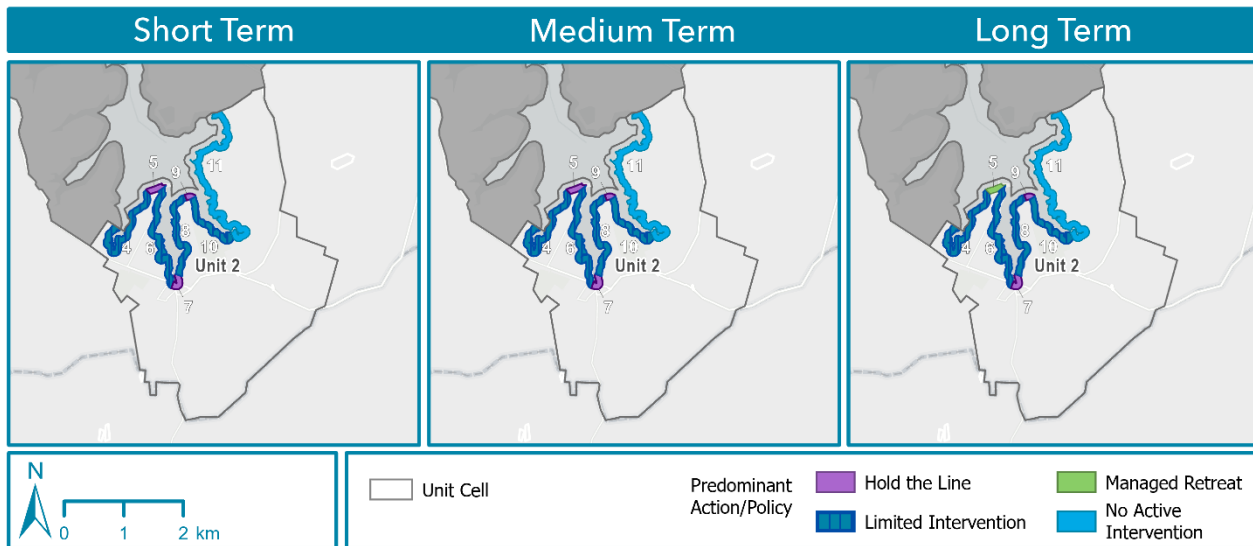 Short Term
Medium Term
Long Term
5
9
11
4
6
8
10
Unit 2
7
5
9
11
4
6
8
10
Unit 2
7
5
9
11
4
6
8
10
Unit 2
7
N
0 1 2 km
Unit Cell
Predominant
Action/Policy
Hold the Line
Limited Intervention
Managed Retreat
No Active
Intervention